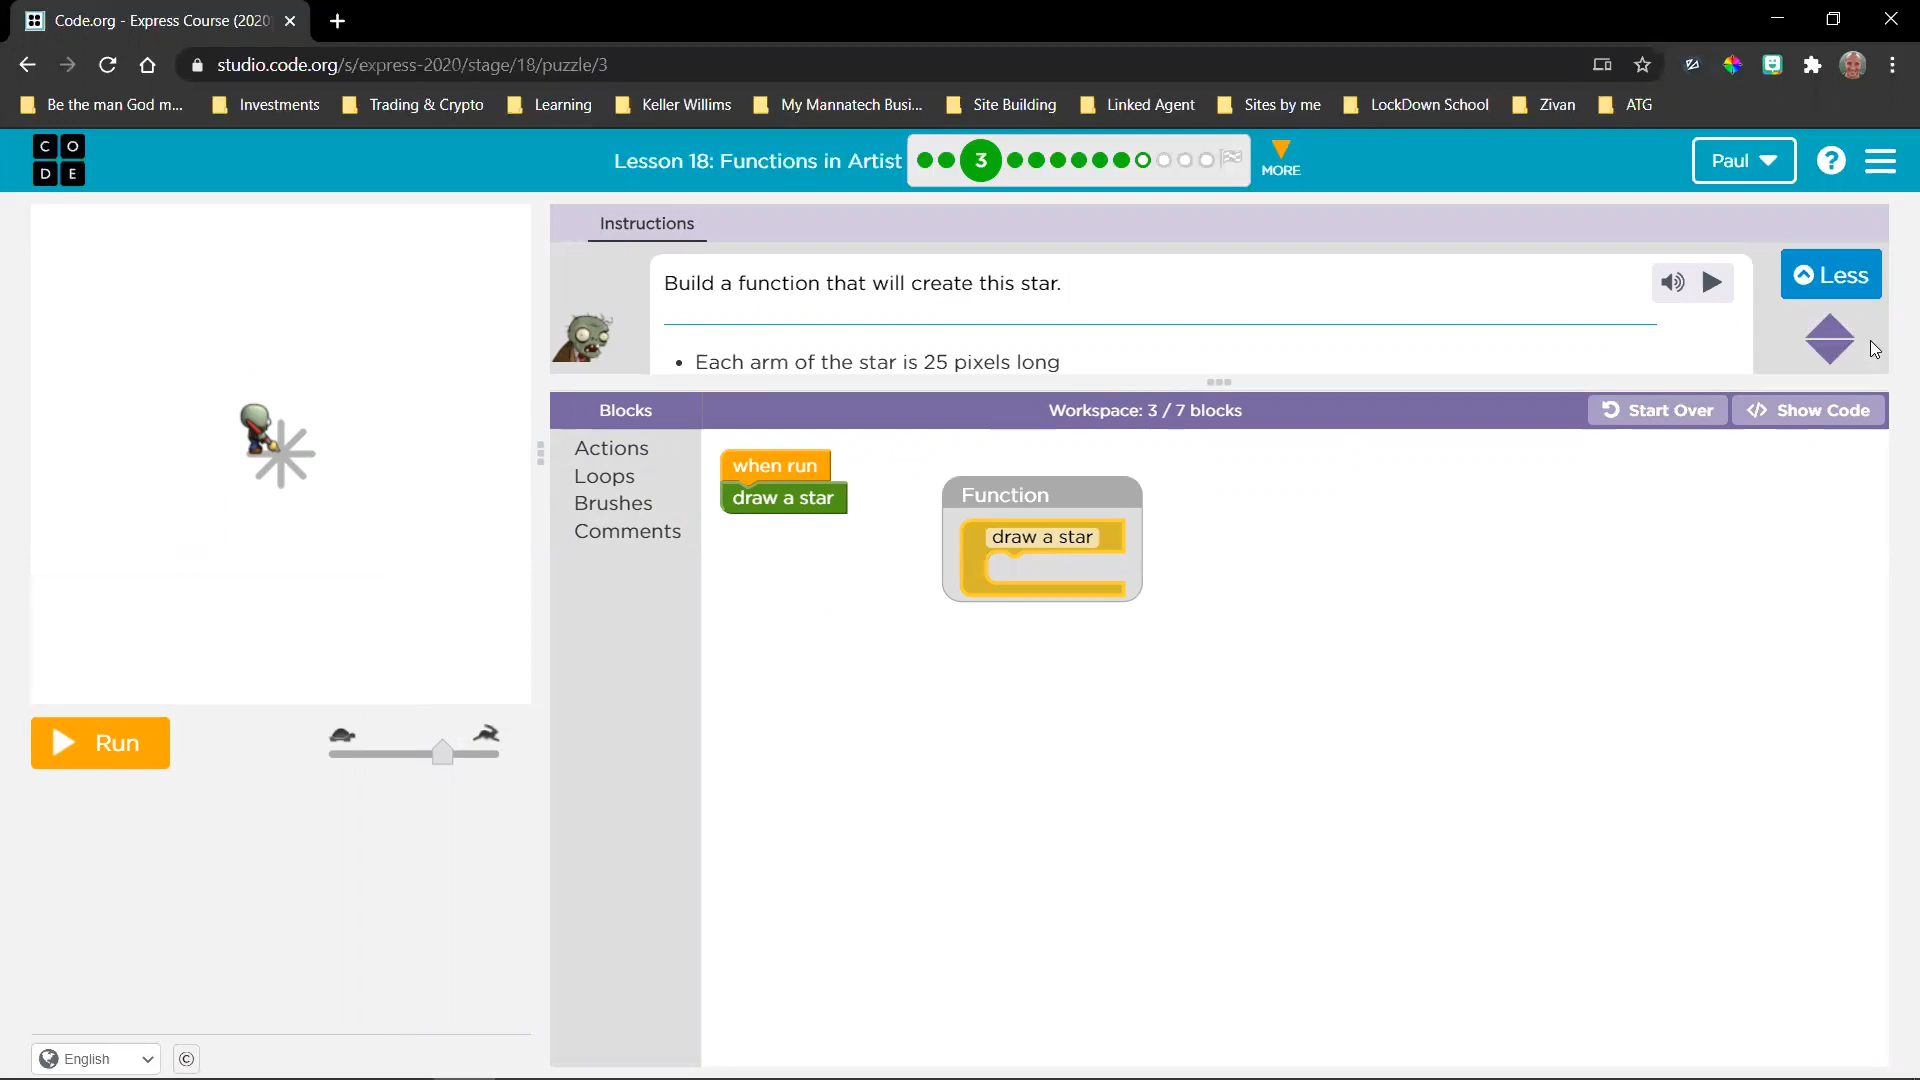 Code.org - Express Course (2020)
studio.code.org/s/express-2020/stage/18/puzzle/3
Be the man God m... Investments Trading & Crypto Learning Keller Willims My Mannatech Busi... Site Building Linked Agent Sites by me LockDown School Zivan ATG
C O
D E
Lesson 18: Functions in Artist 3 MORE Paul ?
Instructions
Build a function that will create this star.
Less
• Each arm of the star is 25 pixels long
Blocks Workspace: 3 / 7 blocks Start Over </> Show Code
Actions
Loops
Brushes
Comments
when run
draw a star
Function
draw a star
Run
English ©